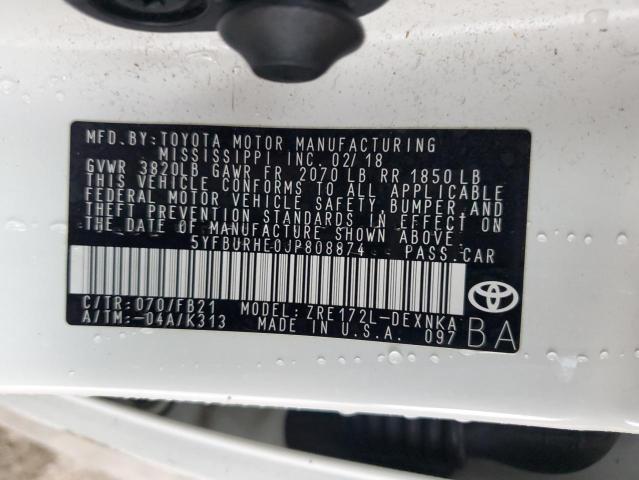 MFD. BY: TOYOTA MOTOR MANUFACTURING
MISSISSIPPI INC. 02/18
GVWR 3820LB GAWR FR 2070 LB RR 1850 LB
THIS VEHICLE CONFORMS TO ALL APPLICABLE
FEDERAL MOTOR VEHICLE SAFETY, BUMPER, AND
THEFT PREVENTION STANDARDS IN EFFECT ON
THE DATE OF MANUFACTURE SHOWN ABOVE.
5YFBURHE0JP808874 PASS. CAR
C/TR: 070/FB21 MODEL: ZRE172L-DEXNKA
A/TM: -04A/K313 MADE IN U.S.A. 097
BA